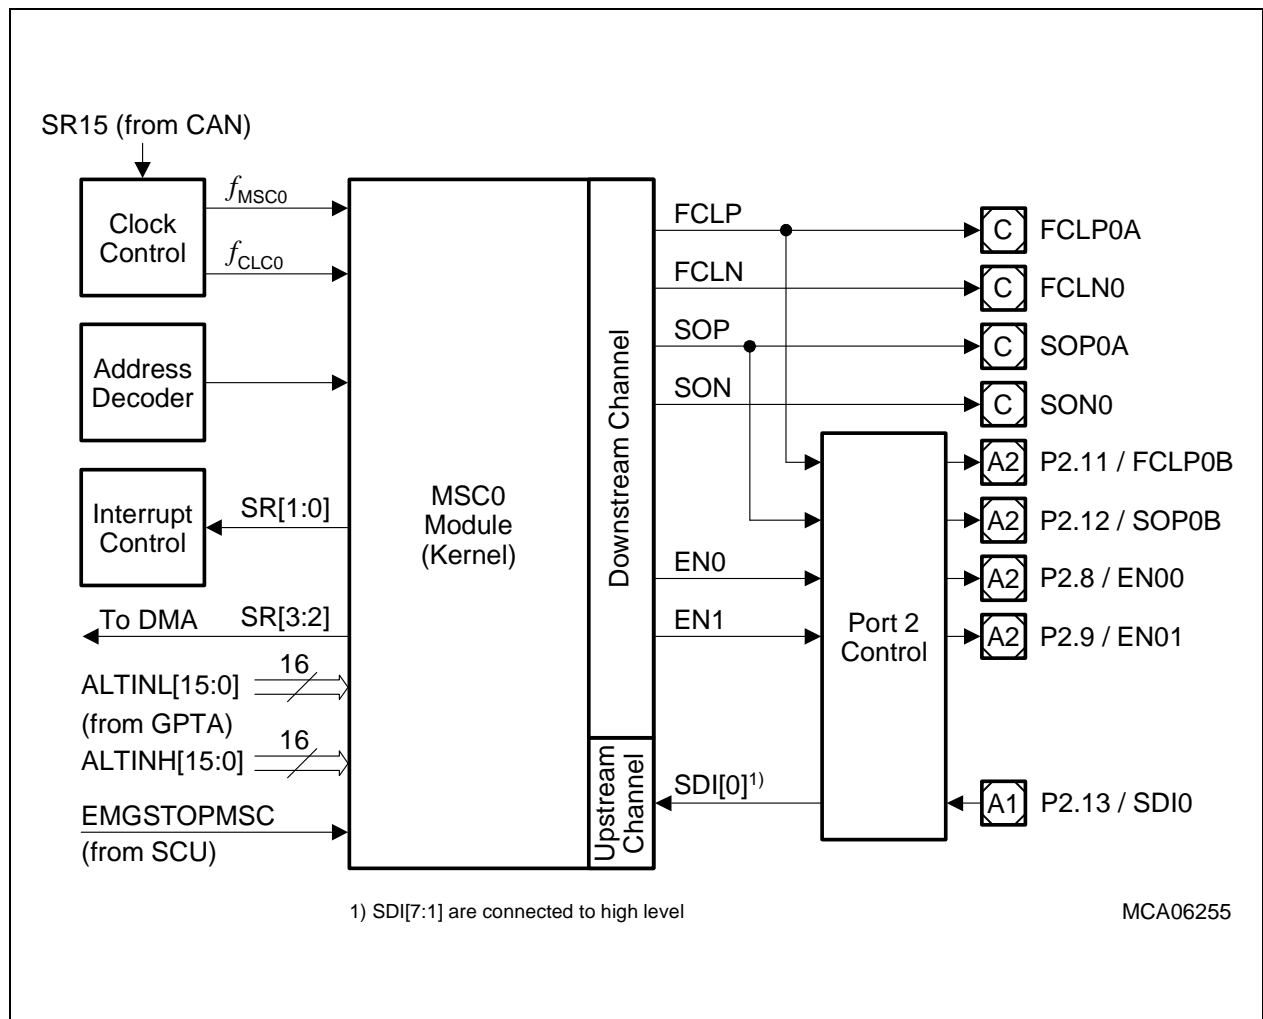 SR15 (from CAN)
Clock
Control
fMSC0
fCLC0
Address
Decoder
Interrupt
Control
SR[1:0]
To DMA
SR[3:2]
ALTINL[15:0]
16
(from GPTA)
ALTINH[15:0]
16
EMGSTOPMSC
(from SCU)
MSC0
Module
(Kernel)
Downstream Channel
Upstream
Channel
FCLP
FCLN
SOP
SON
EN0
EN1
SDI[0]1)
Port 2
Control
C FCLP0A
C FCLN0
C SOP0A
C SON0
A2 P2.11 / FCLP0B
A2 P2.12 / SOP0B
A2 P2.8 / EN00
A2 P2.9 / EN01
A1 P2.13 / SDI0
1) SDI[7:1] are connected to high level
MCA06255